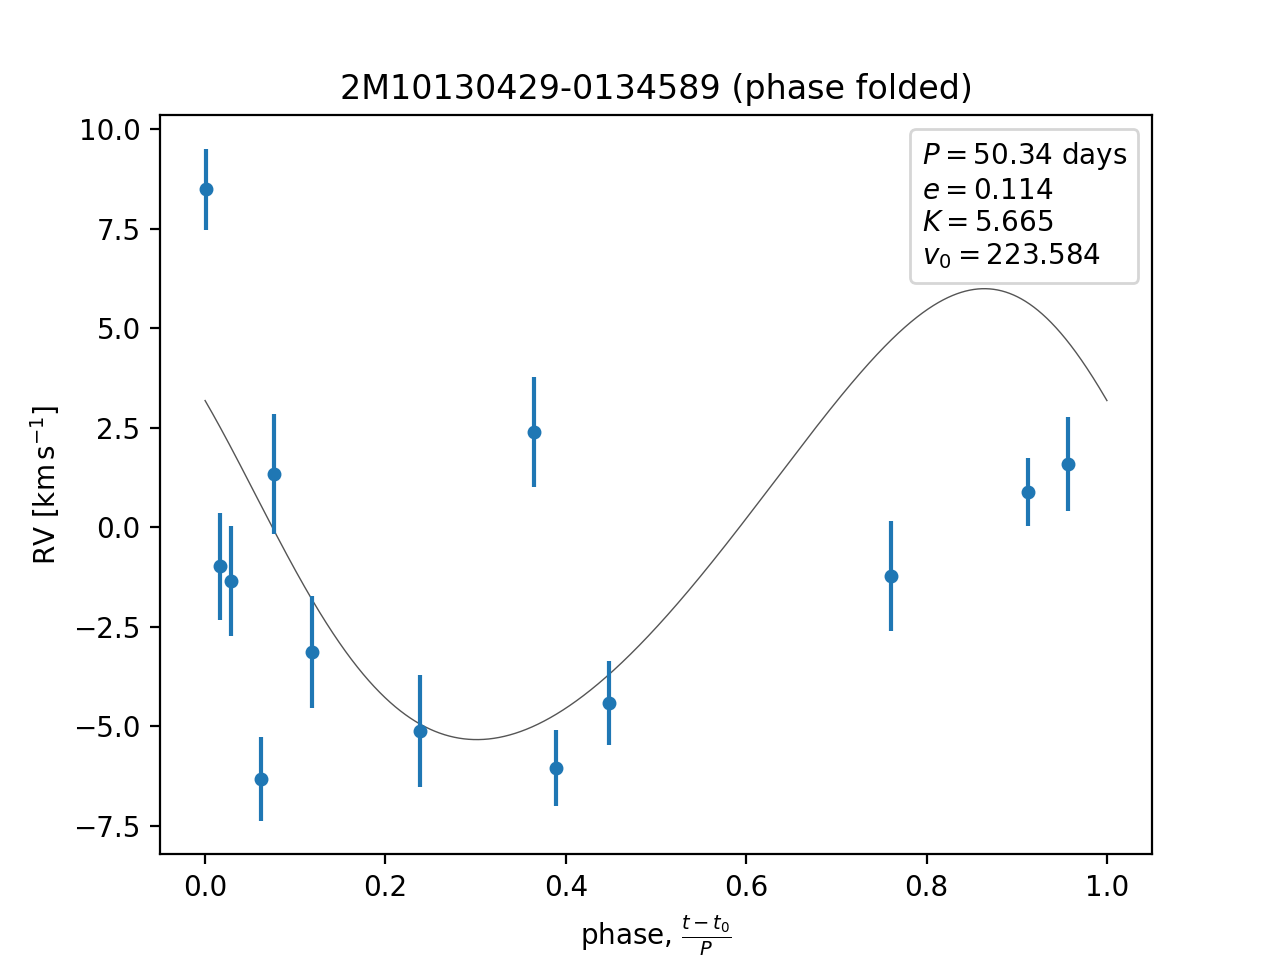 2M10130429-0134589 (phase folded)
P = 50.34 days
e = 0.114
K = 5.665
v₀ = 223.584
10.0
7.5
5.0
2.5
0.0
−2.5
−5.0
−7.5
RV [km s⁻¹]
0.0 0.2 0.4 0.6 0.8 1.0
phase, (t − t₀)/P